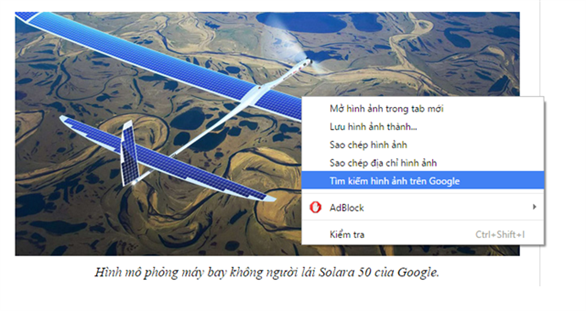 Mở hình ảnh trong tab mới
Lưu hình ảnh thành...
Sao chép hình ảnh
Sao chép địa chỉ hình ảnh
Tìm kiếm hình ảnh trên Google
AdBlock
Kiểm tra Ctrl+Shift+I
Hình mô phỏng máy bay không người lái Solara 50 của Google.